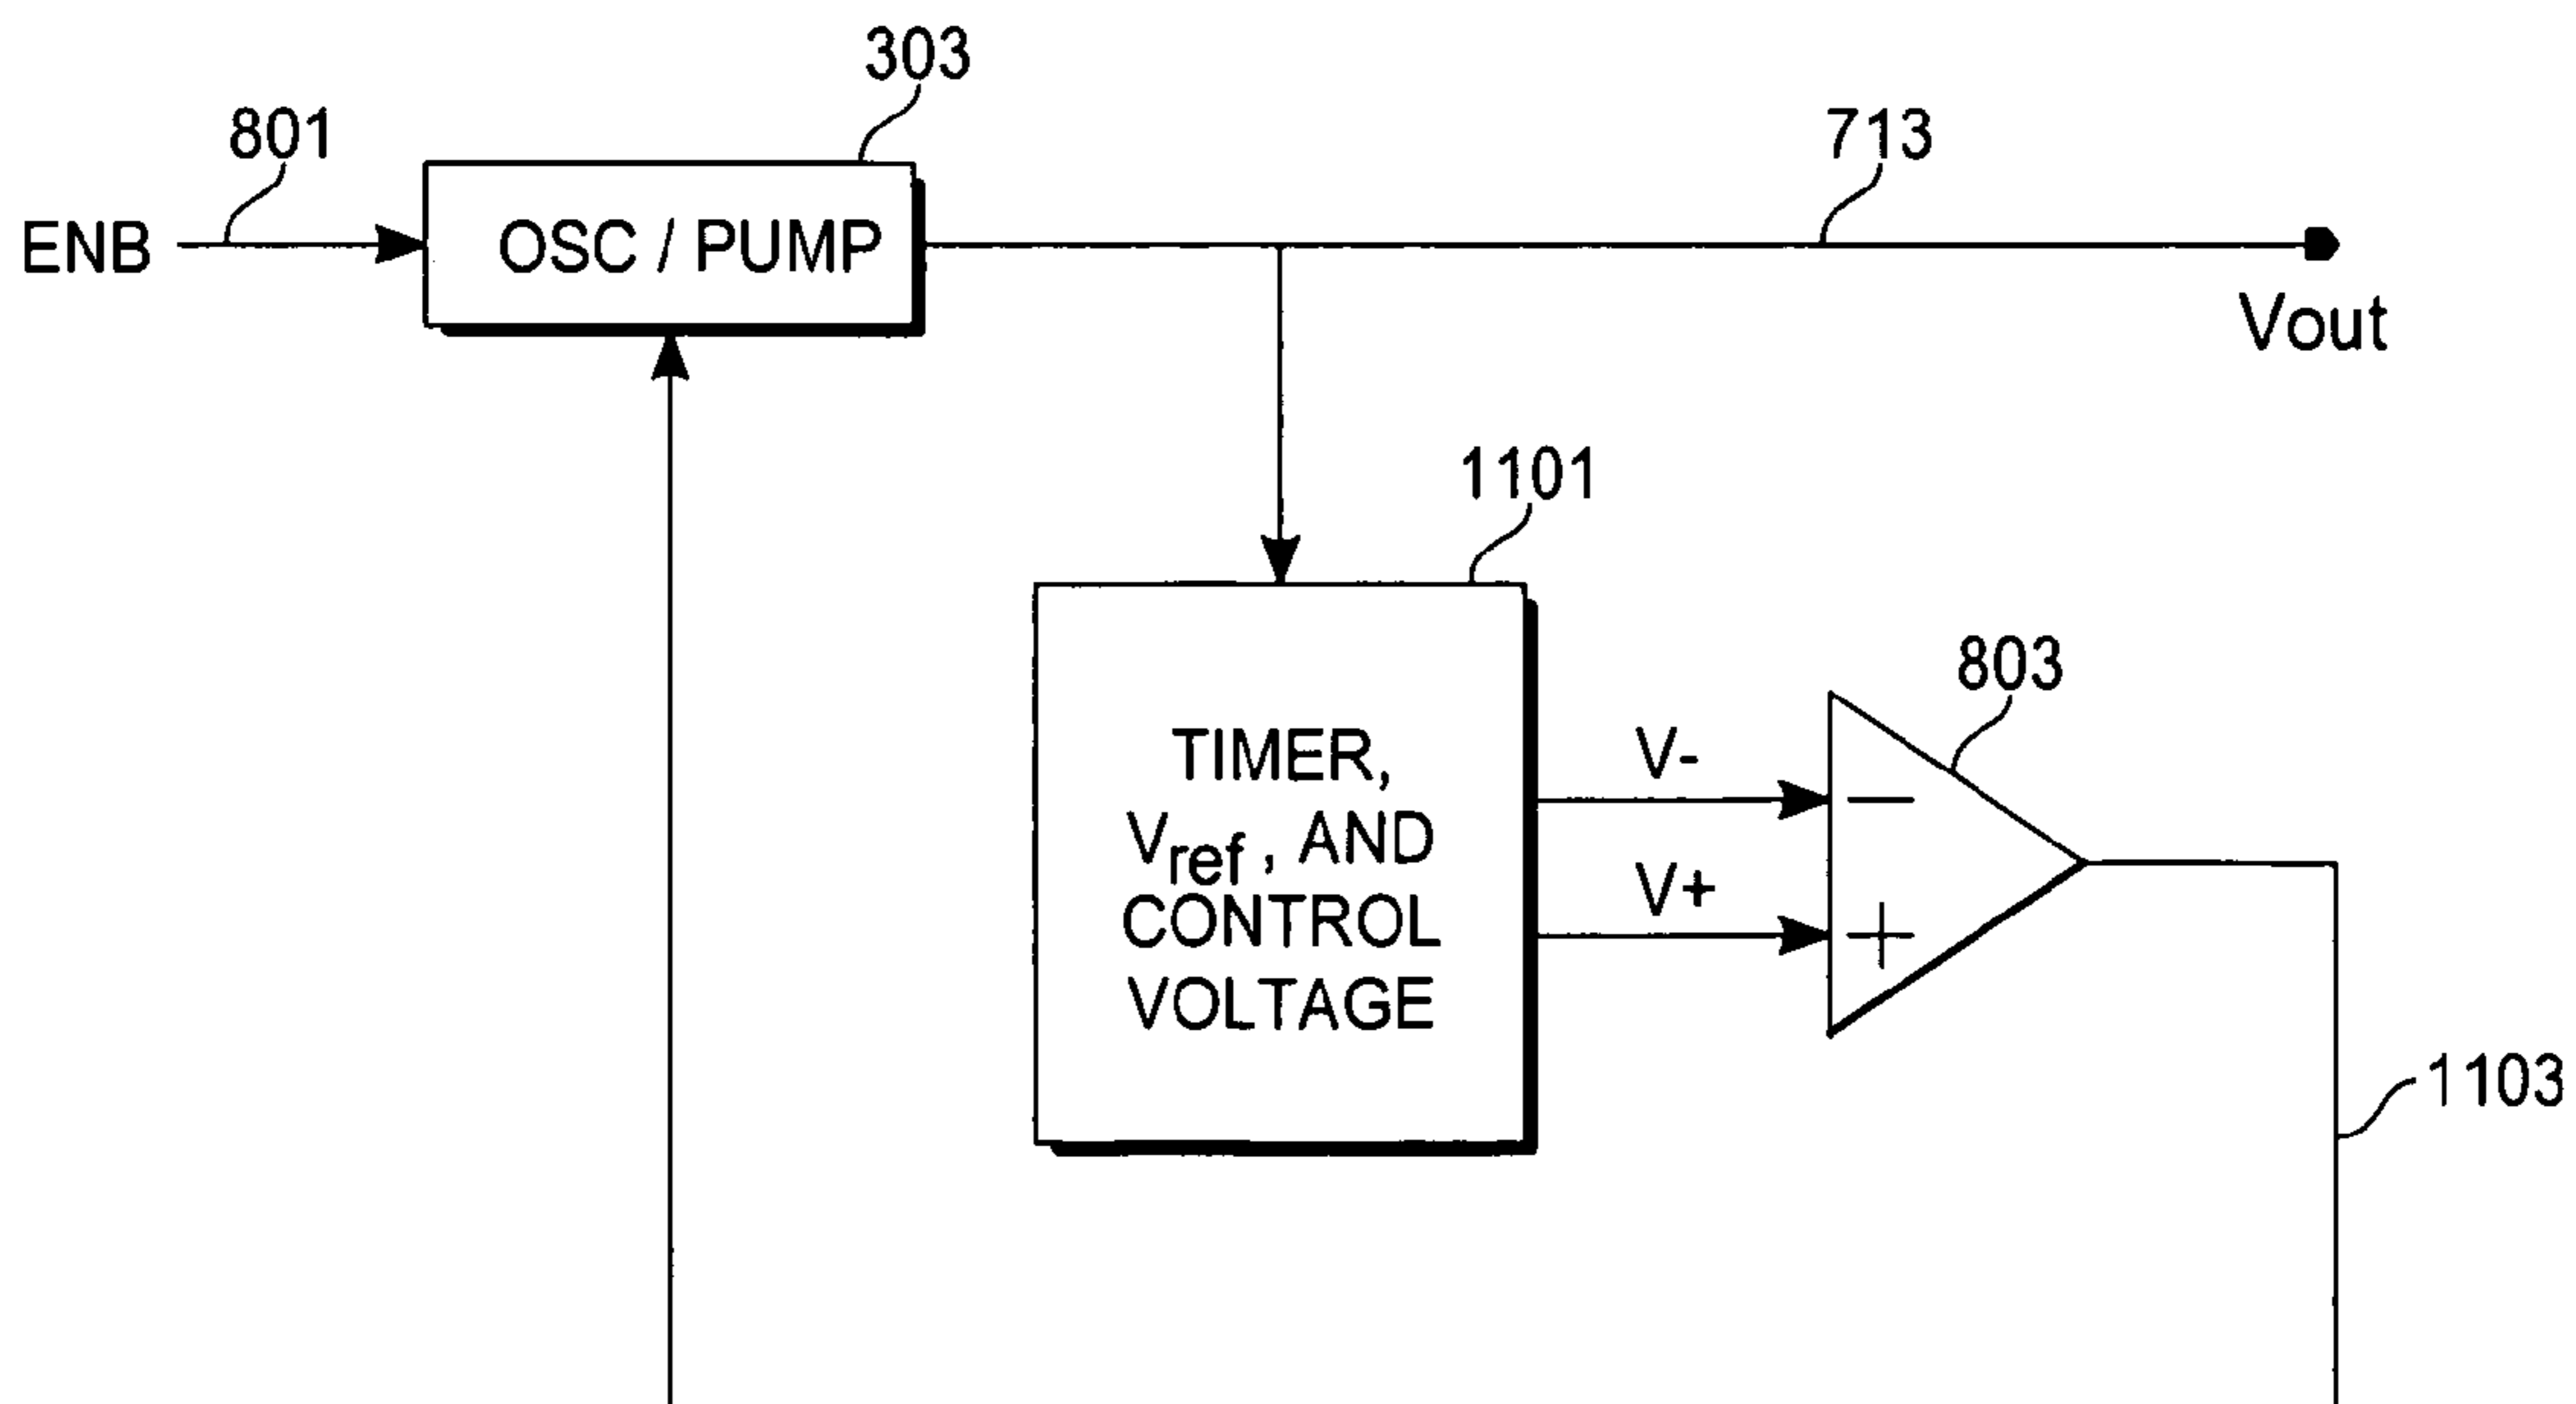 303
801
713
ENB
OSC / PUMP
Vout
1101
803
TIMER,
Vref, AND
CONTROL
VOLTAGE
V-
V+
1103